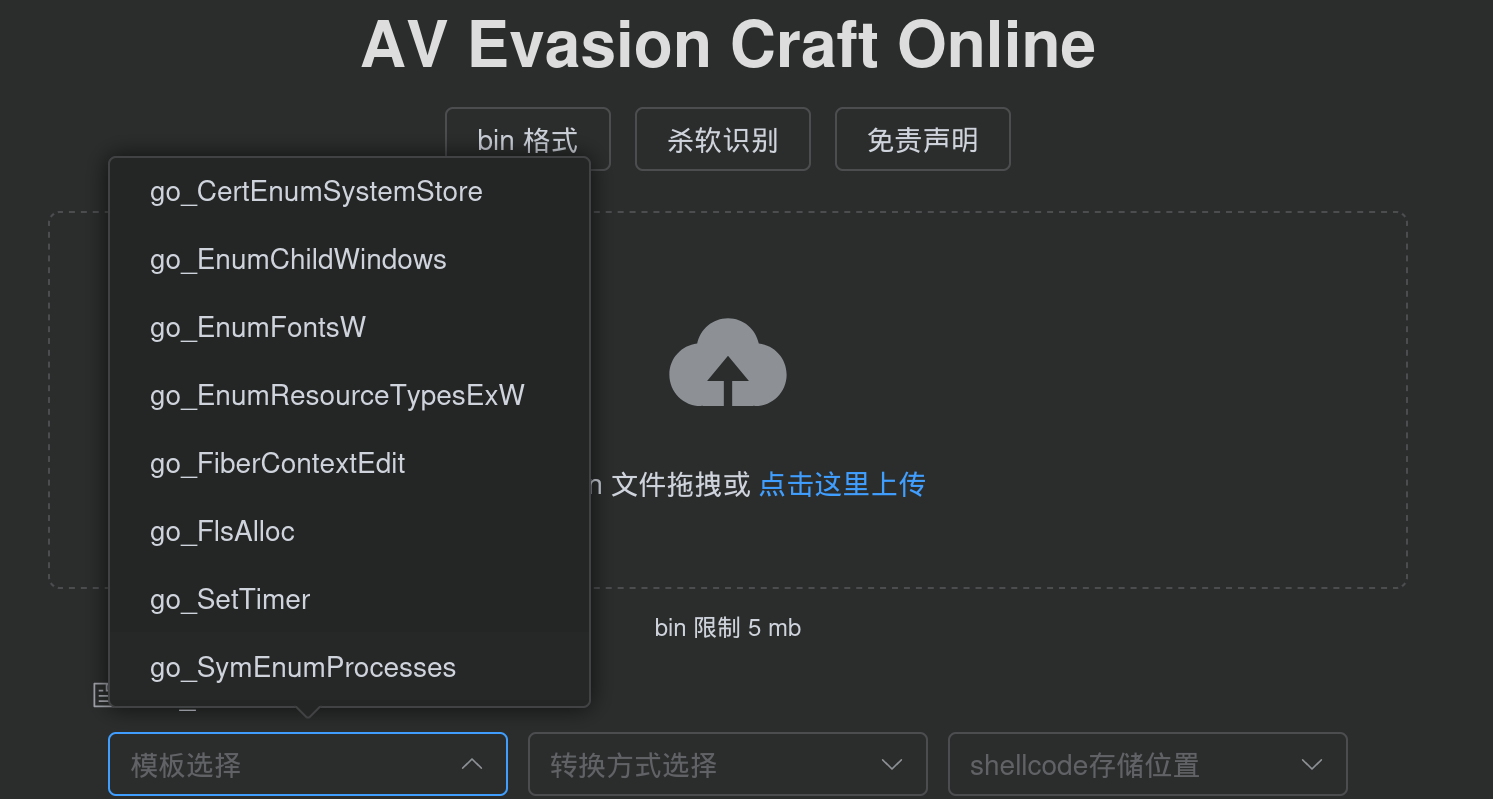 AV Evasion Craft Online
bin 格式
杀软识别
免责声明
go_CertEnumSystemStore
go_EnumChildWindows
go_EnumFontsW
go_EnumResourceTypesExW
go_FiberContextEdit
go_FlsAlloc
go_SetTimer
go_SymEnumProcesses
文件拖拽或 点击这里上传
bin 限制 5 mb
模板选择
转换方式选择
shellcode存储位置